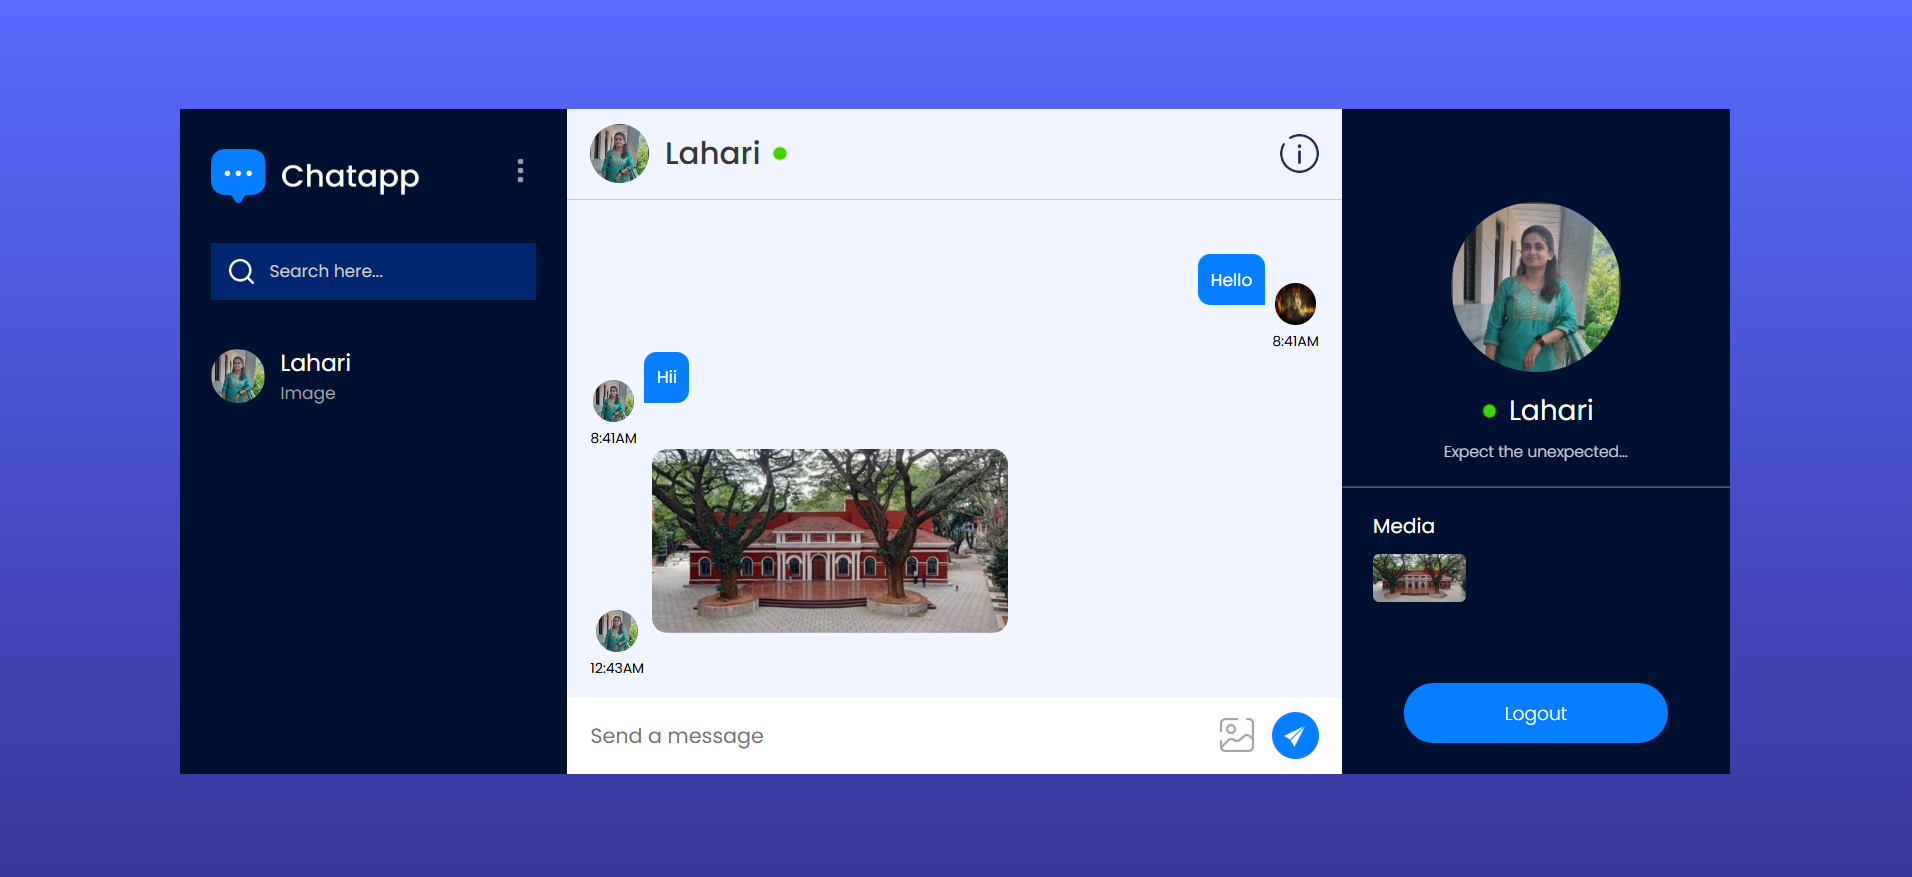 Chatapp
Search here...
Lahari
Image
Lahari
Hello
8:41AM
Hii
8:41AM
12:43AM
Send a message
Lahari
Expect the unexpected...
Media
Logout